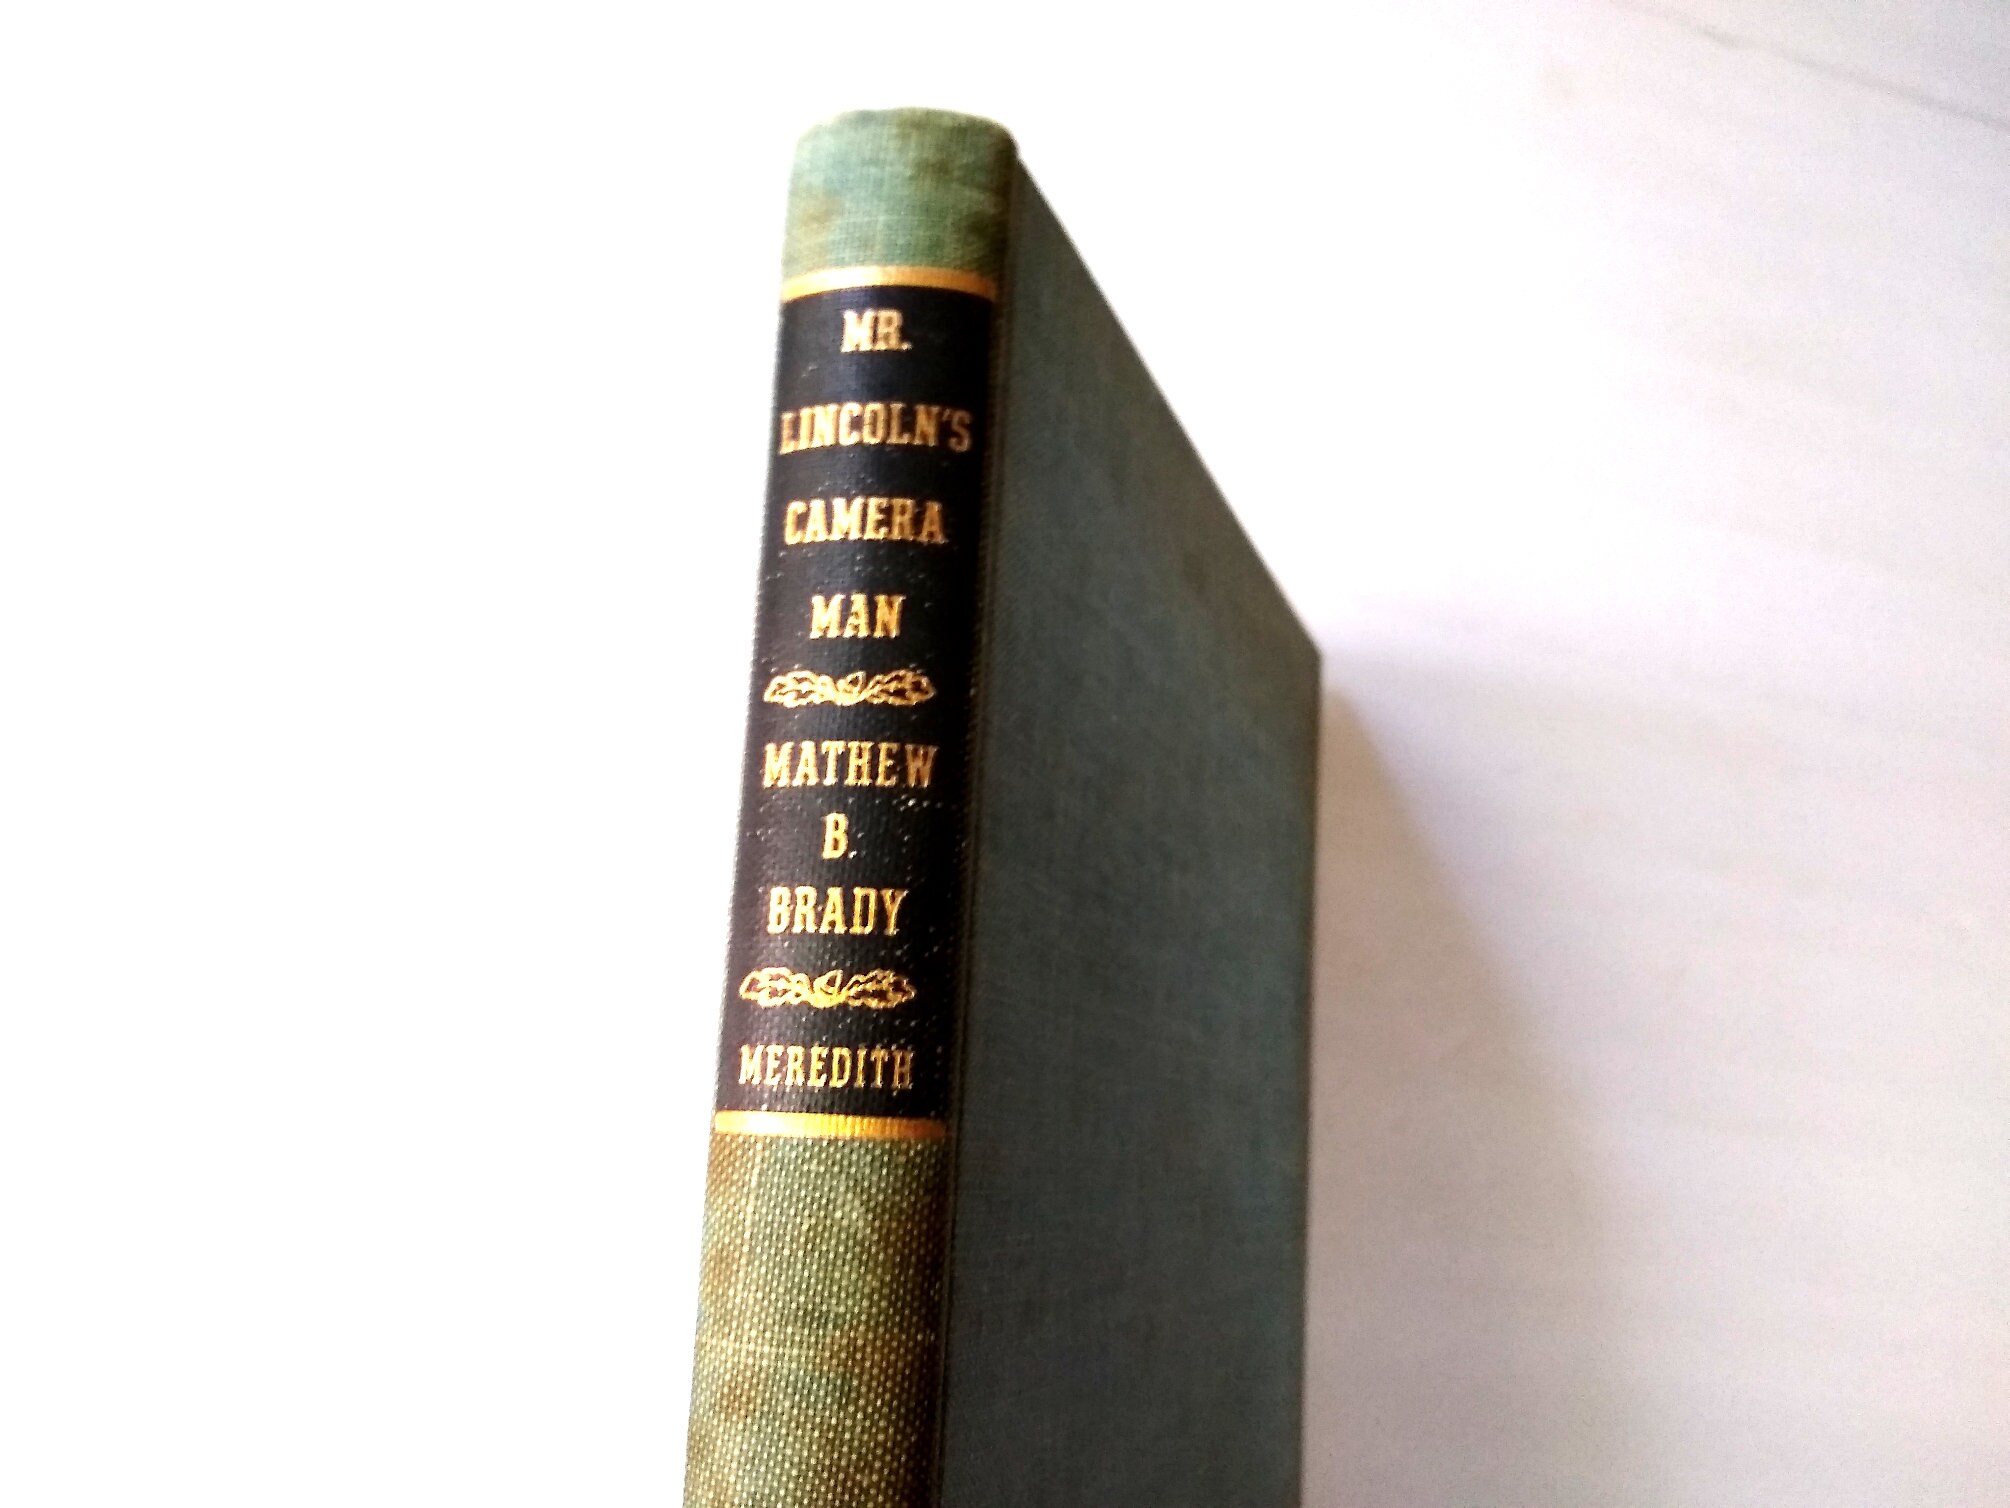 MR.
LINCOLN'S
CAMERA
MAN
MATHEW
B.
BRADY
MEREDITH